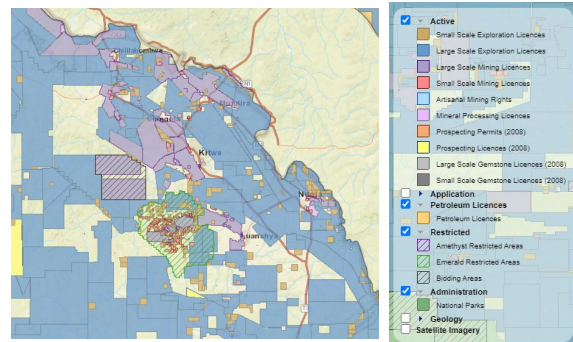 Kitwe
Active
Small Scale Exploration Licences
Large Scale Exploration Licences
Large Scale Mining Licences
Small Scale Mining Licences
Artisanal Mining Rights
Mineral Processing Licences
Prospecting Permits (2008)
Prospecting Licences (2008)
Large Scale Gemstone Licences (2008)
Small Scale Gemstone Licences (2008)
Application
Petroleum Licences
Petroleum Licences
Restricted
Amethyst Restricted Areas
Emerald Restricted Areas
Bidding Areas
Administration
National Parks
Geology
Satellite Imagery